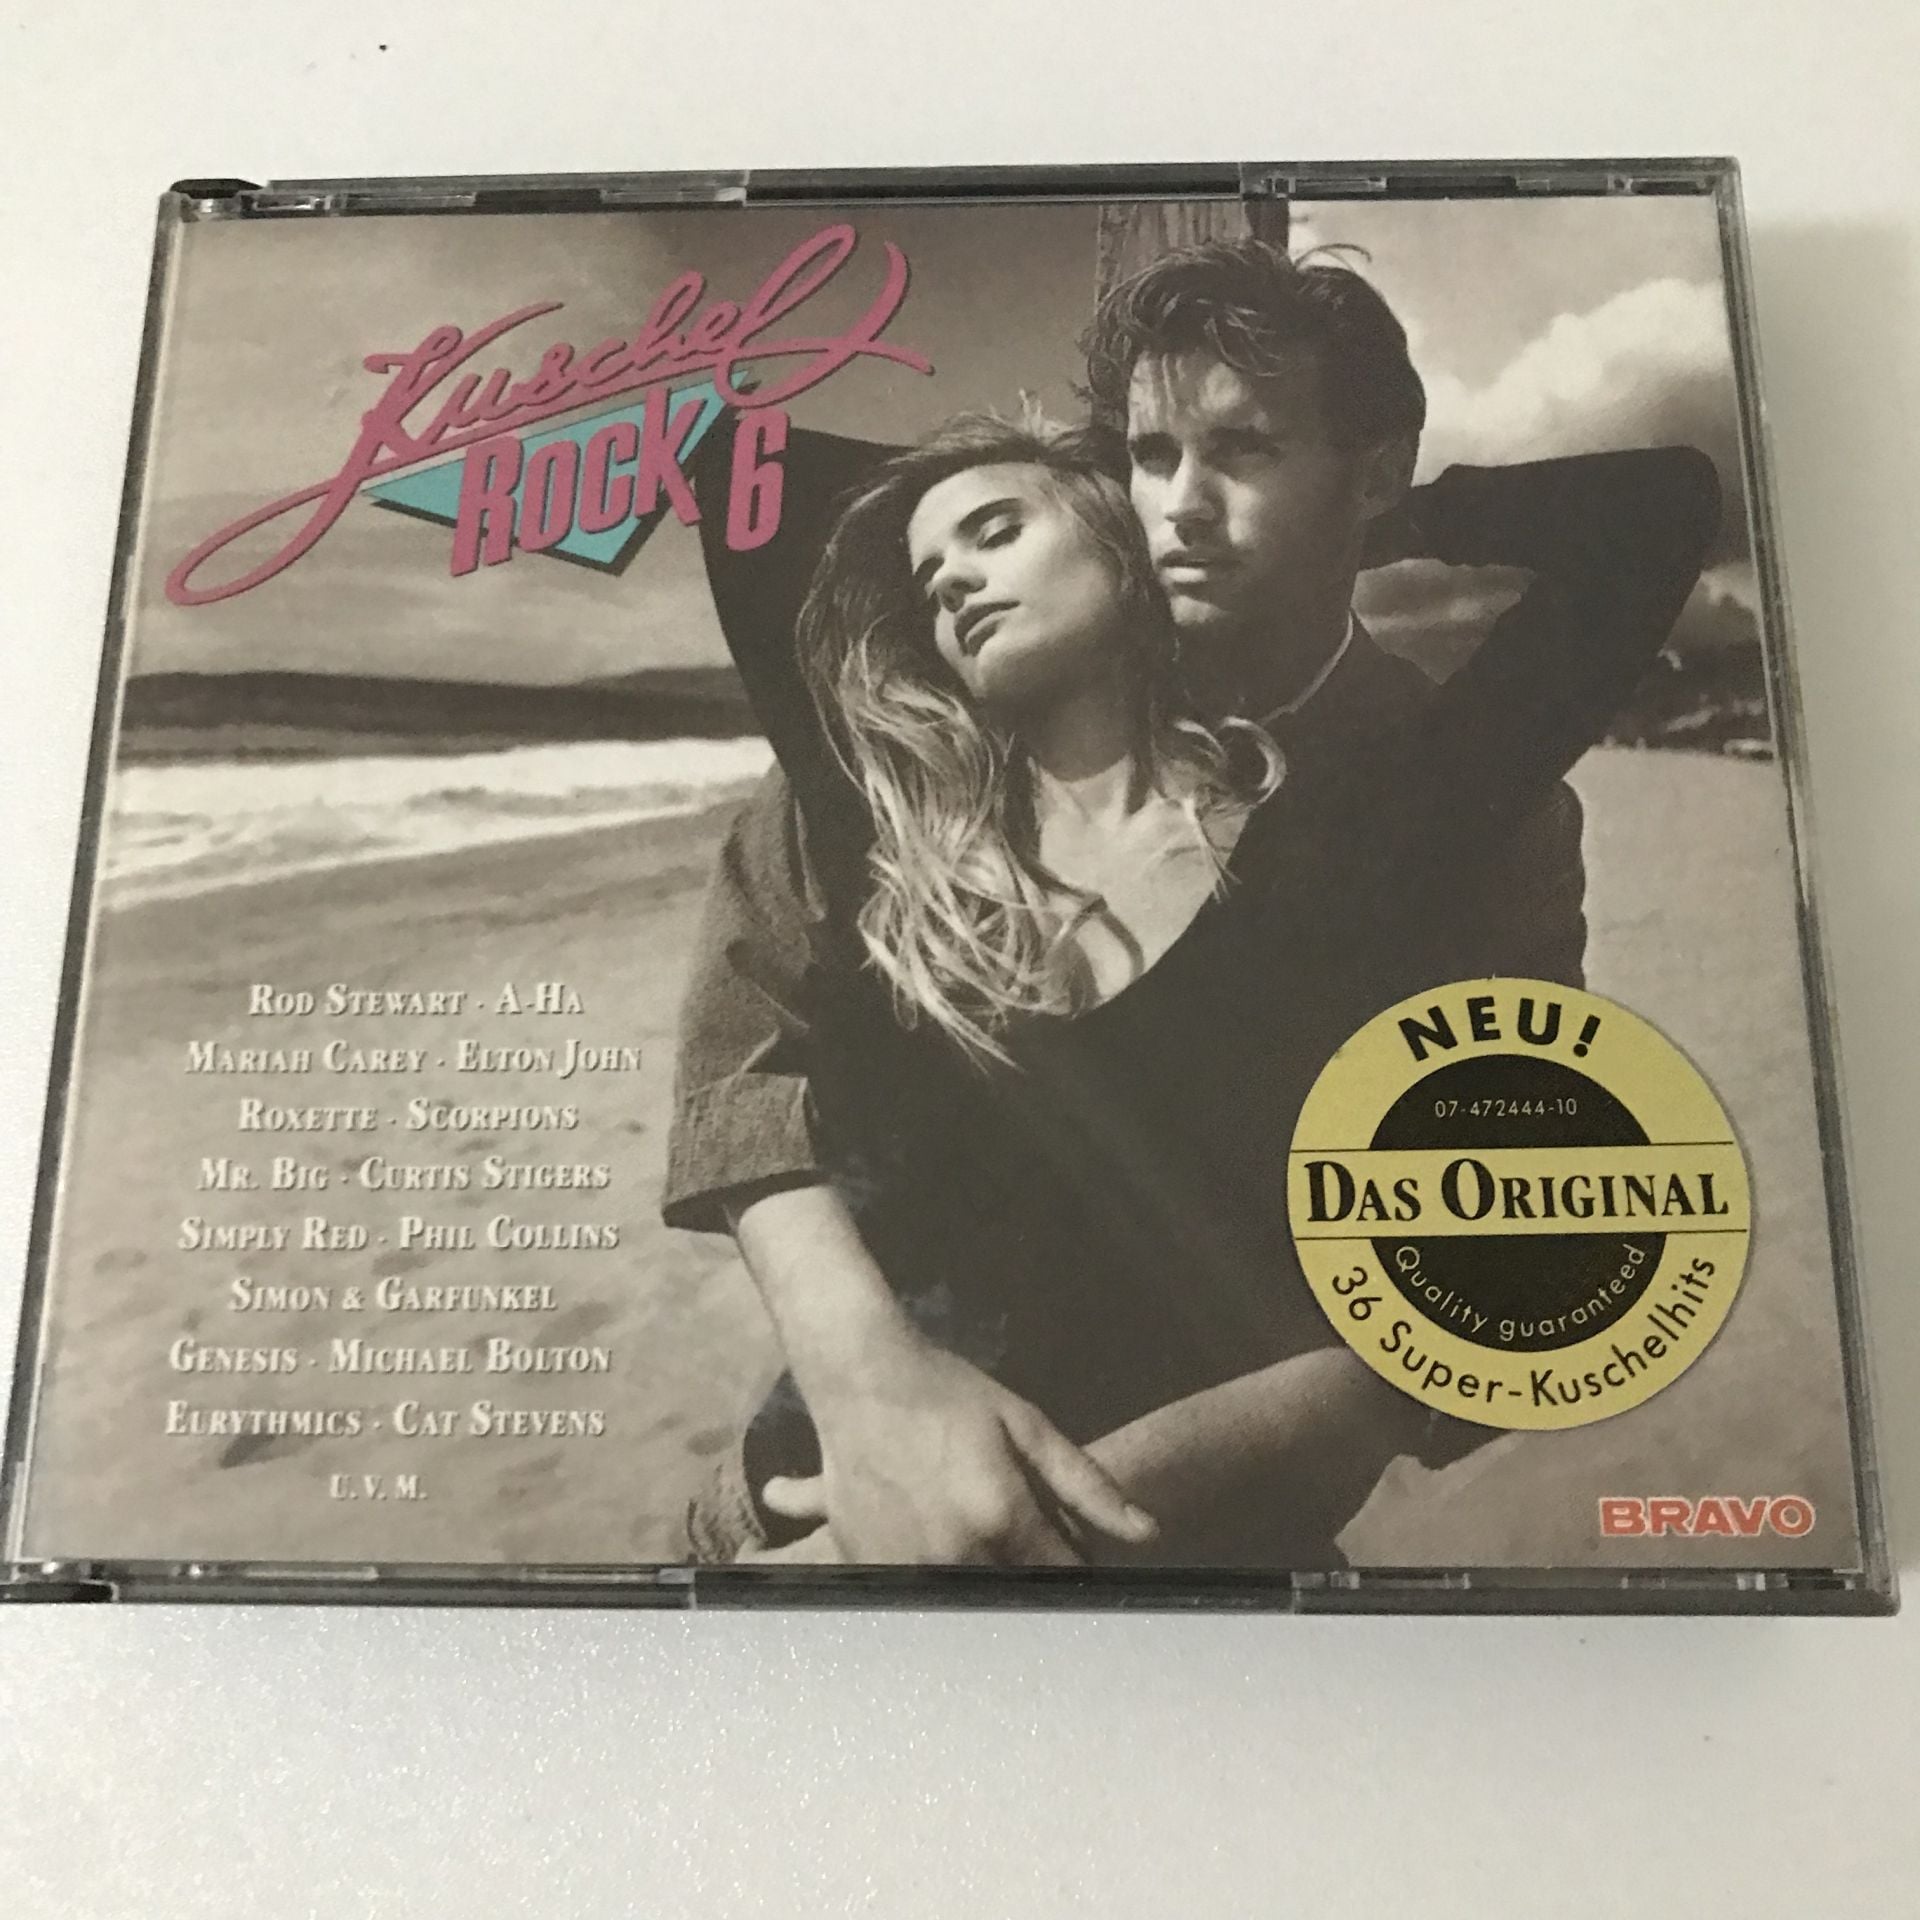 Kuschel
ROCK 6
ROD STEWART · A-HA
MARIAH CAREY · ELTON JOHN
ROXETTE · SCORPIONS
MR. BIG · CURTIS STIGERS
SIMPLY RED · PHIL COLLINS
SIMON & GARFUNKEL
GENESIS · MICHAEL BOLTON
EURYTHMICS · CAT STEVENS
U. V. M.
NEU!
07-472444-10
DAS ORIGINAL
Quality guaranteed
36 Super-Kuschelhits
BRAVO